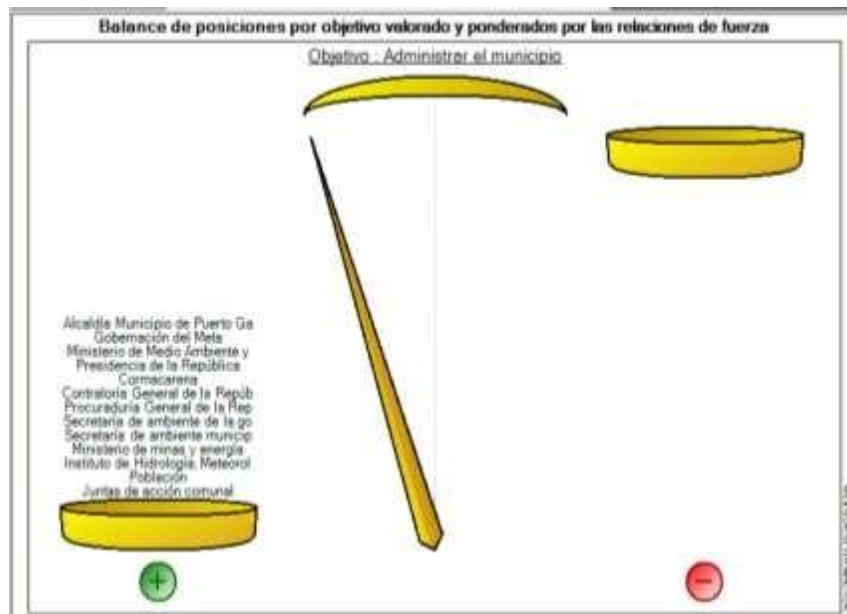 Balance de posiciones por objetivo valorado y ponderados por las relaciones de fuerza
Objetivo : Administrar el municipio
Alcaldía Municipio de Puerto Ga
Gobernación del Meta
Ministerio de Medio Ambiente y
Presidencia de la República
Cormacarena
Contraloría General de la Repúb
Procuraduría General de la Rep
Secretaria de ambiente de la go
Secretaria de ambiente municip
Ministerio de minas y energía
Instituto de Hidrología, Meteorol
Población
Juntas de acción comunal
+
−